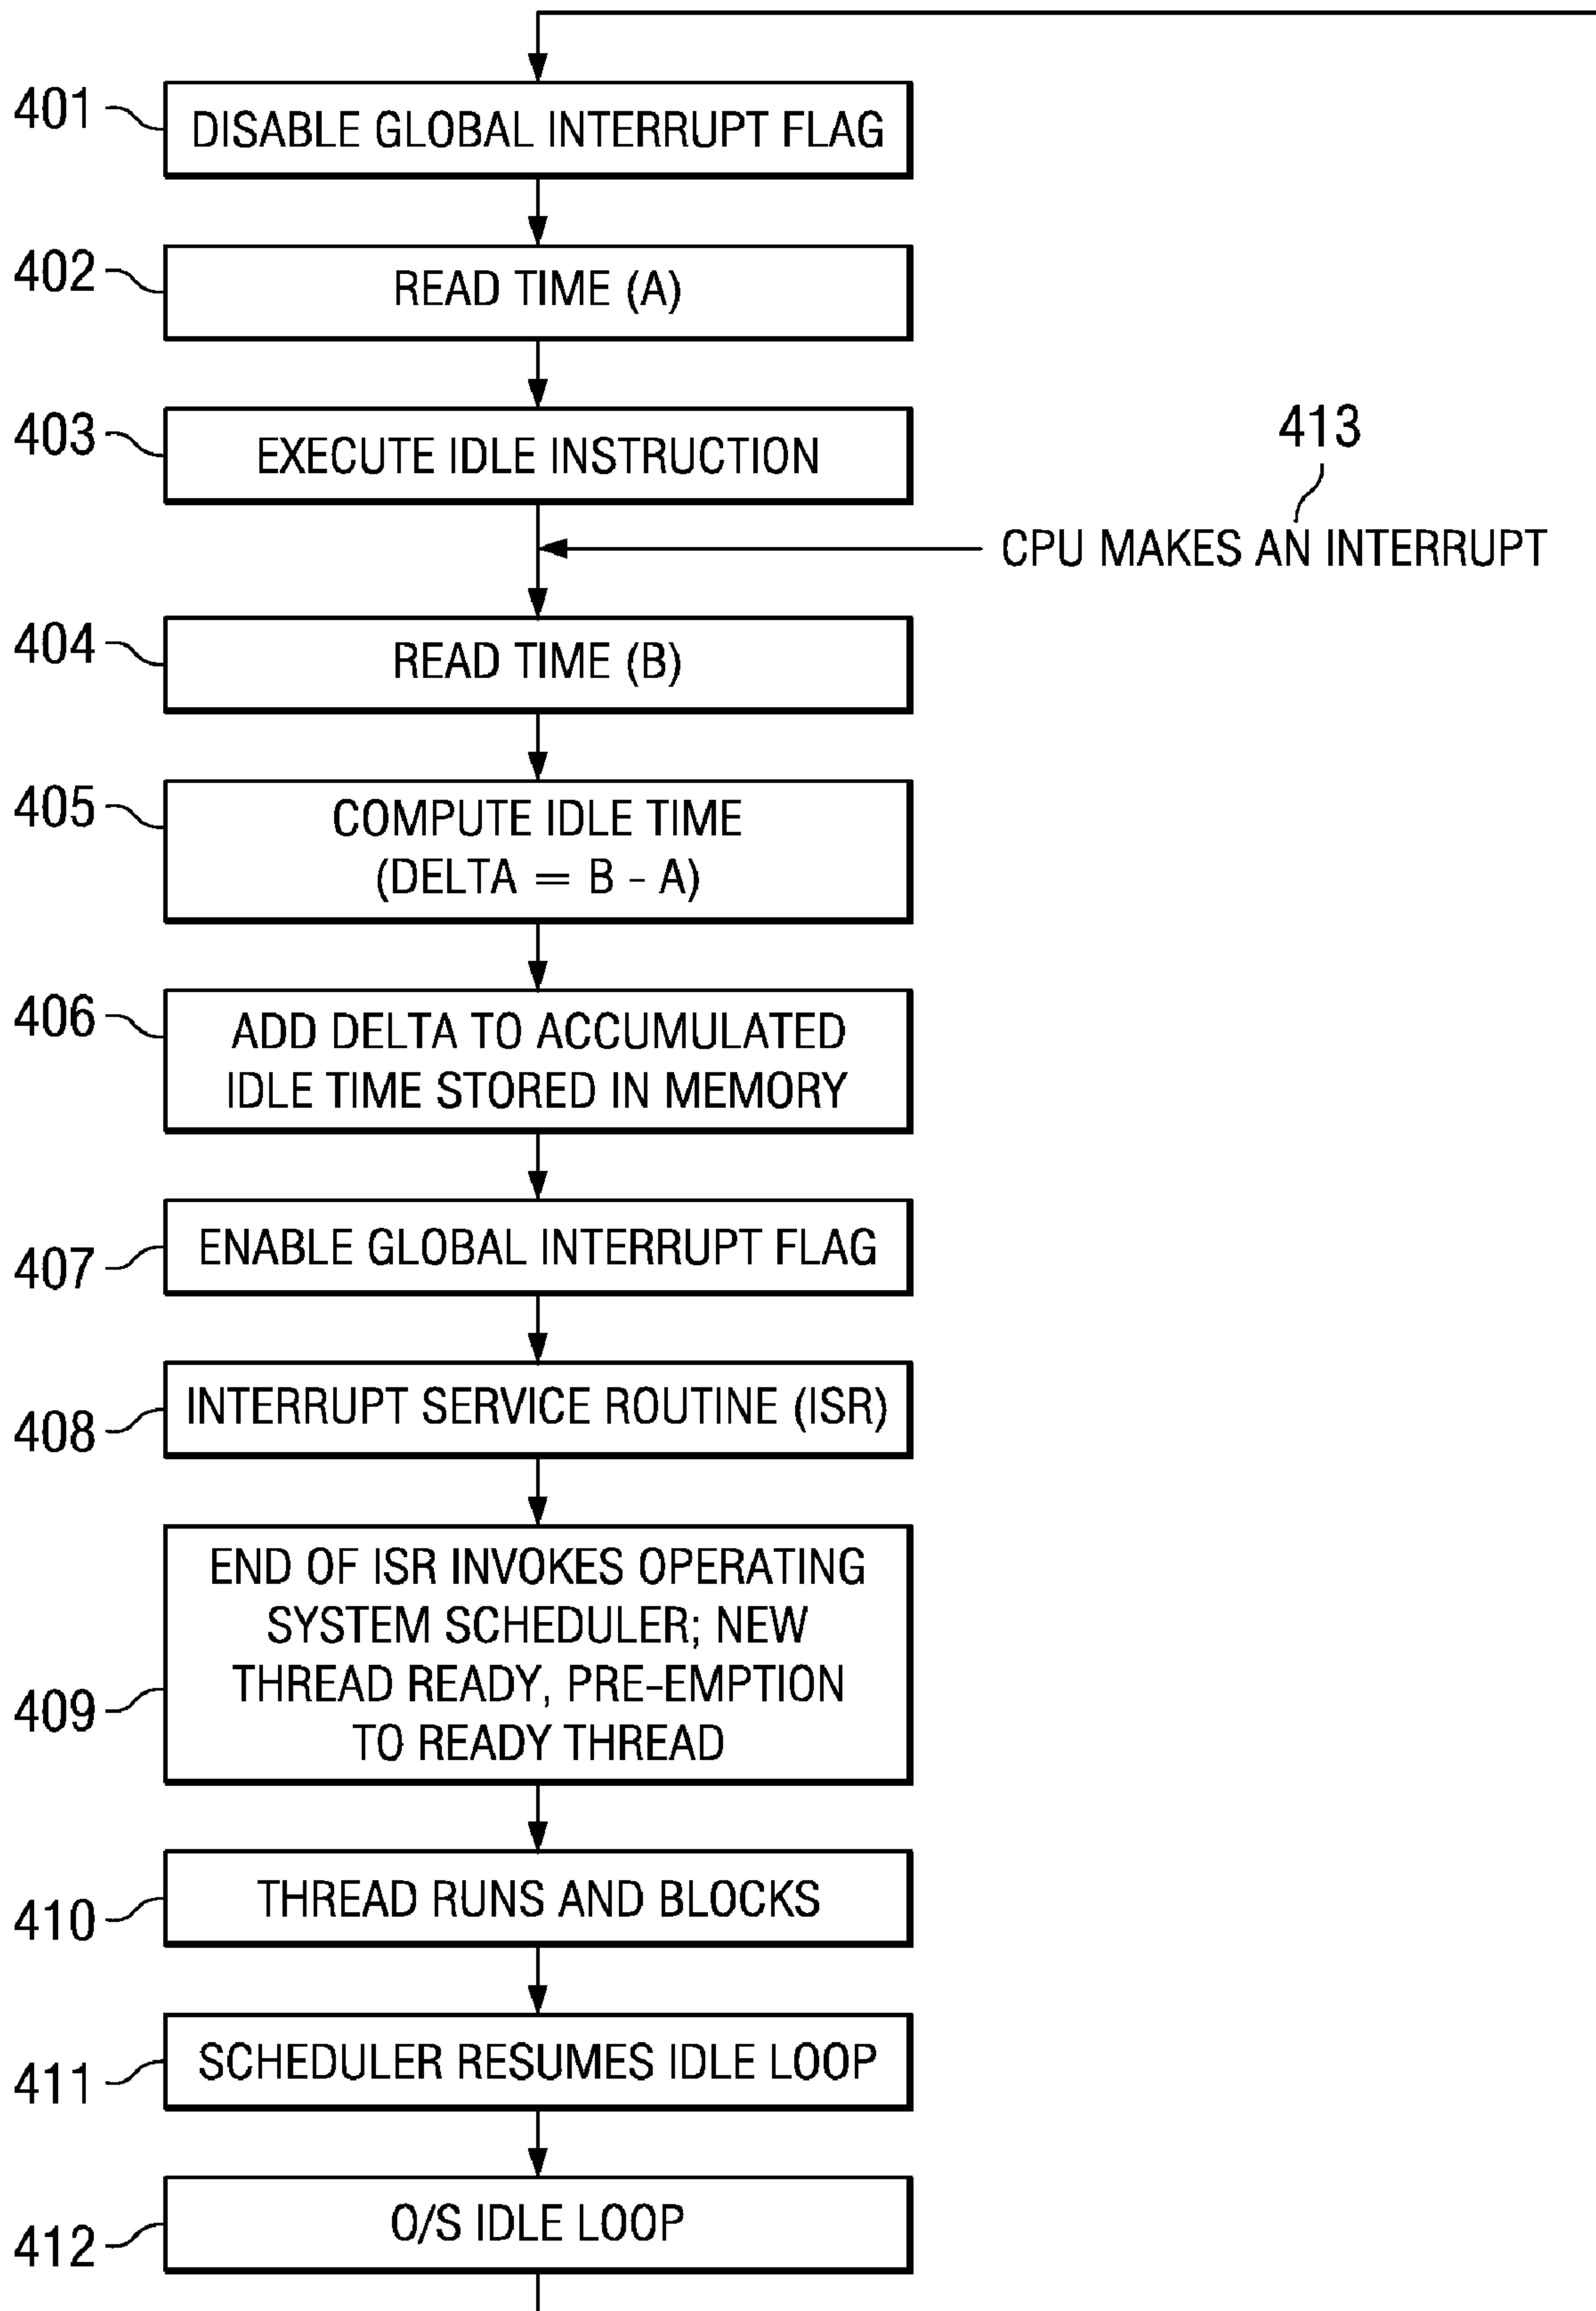 401
DISABLE GLOBAL INTERRUPT FLAG
402
READ TIME (A)
403
EXECUTE IDLE INSTRUCTION
413
CPU MAKES AN INTERRUPT
404
READ TIME (B)
405
COMPUTE IDLE TIME
(DELTA = B - A)
406
ADD DELTA TO ACCUMULATED
IDLE TIME STORED IN MEMORY
407
ENABLE GLOBAL INTERRUPT FLAG
408
INTERRUPT SERVICE ROUTINE (ISR)
409
END OF ISR INVOKES OPERATING
SYSTEM SCHEDULER; NEW
THREAD READY, PRE-EMPTION
TO READY THREAD
410
THREAD RUNS AND BLOCKS
411
SCHEDULER RESUMES IDLE LOOP
412
O/S IDLE LOOP